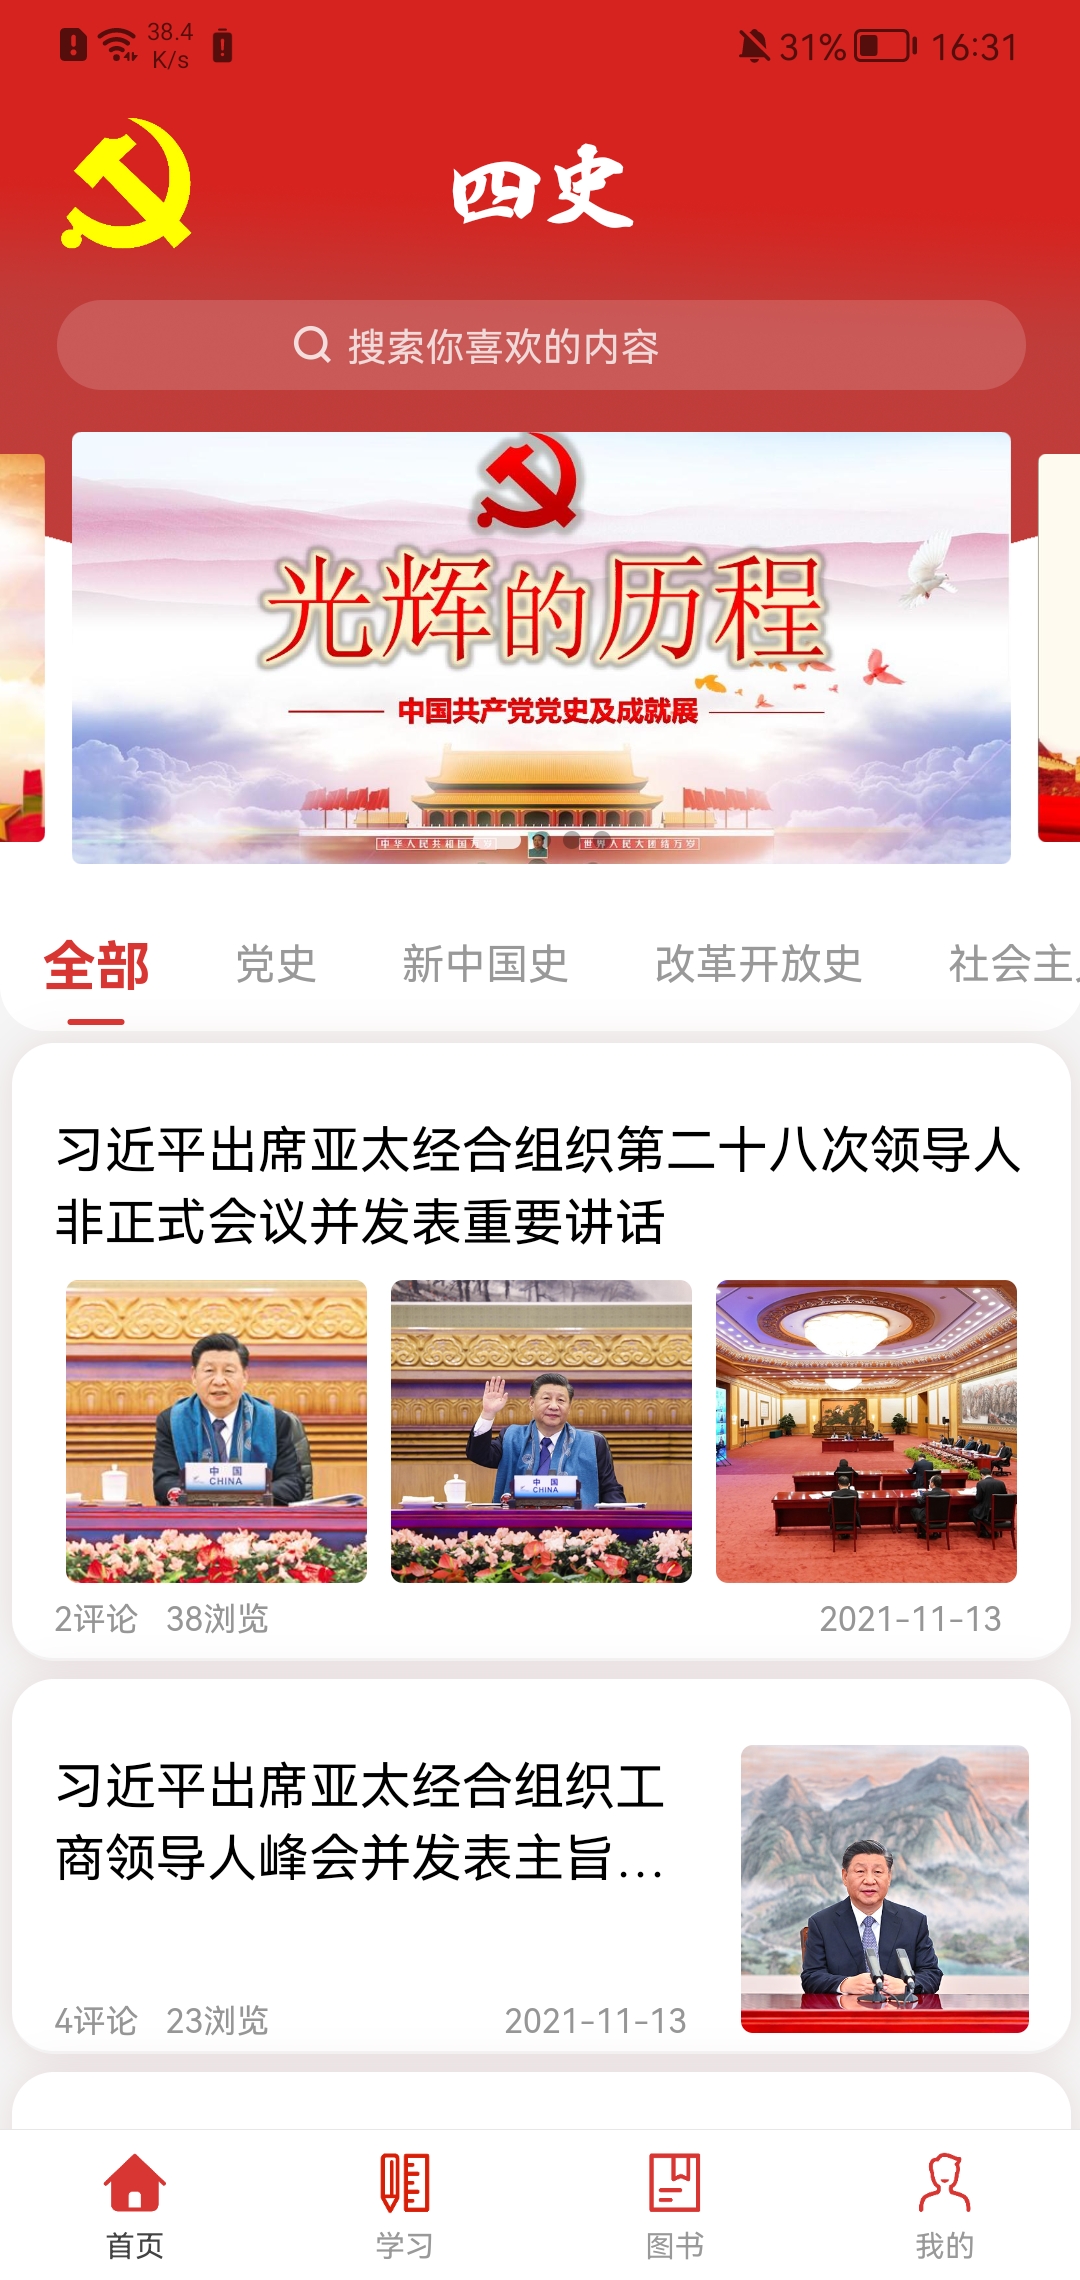 38.4
K/s
31%
16:31
四史
搜索你喜欢的内容
光辉的历程
中国共产党党史及成就展
中华人民共和国万岁
世界人民大团结万岁
全部
党史
新中国史
改革开放史
社会主
习近平出席亚太经合组织第二十八次领导人
非正式会议并发表重要讲话
中国
CHINA
中国
CHINA
2评论 38浏览
2021-11-13
习近平出席亚太经合组织工
商领导人峰会并发表主旨...
4评论 23浏览
2021-11-13
首页
学习
图书
我的